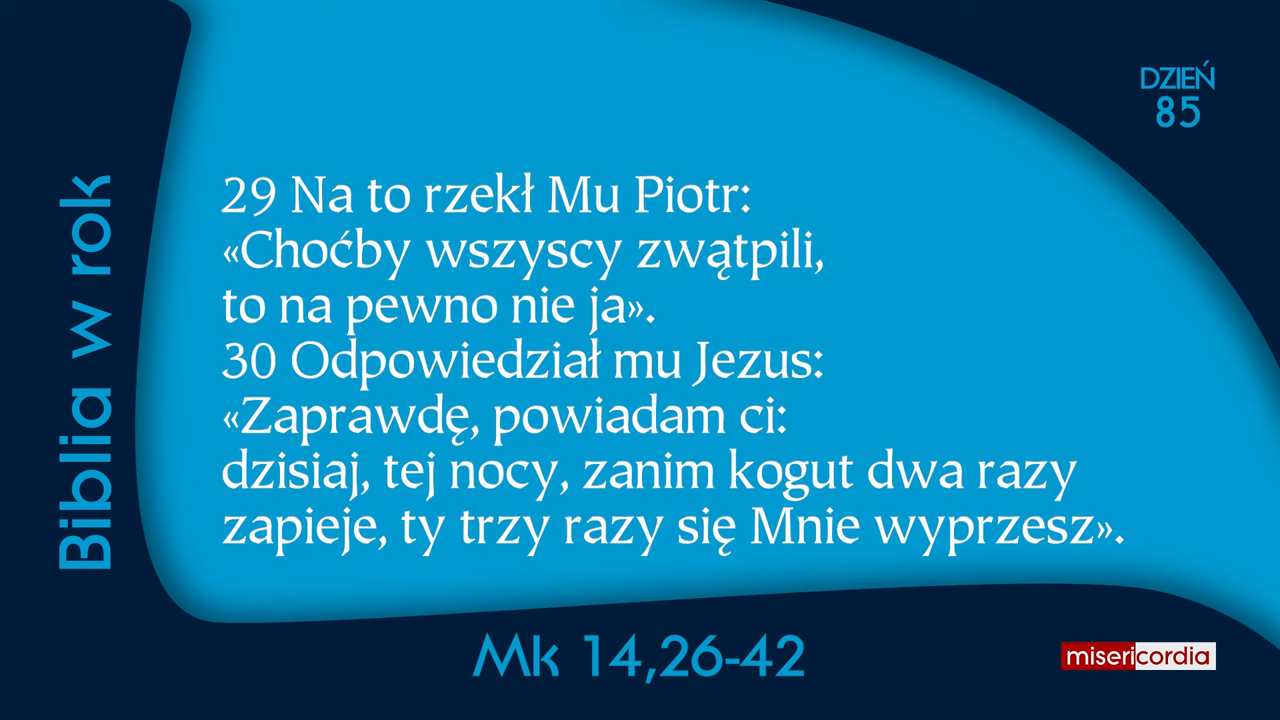 DZIEŃ
85
Biblia w rok
29 Na to rzekł Mu Piotr:
«Choćby wszyscy zwątpili,
to na pewno nie ja».
30 Odpowiedział mu Jezus:
«Zaprawdę, powiadam ci:
dzisiaj, tej nocy, zanim kogut dwa razy
zapieje, ty trzy razy się Mnie wyprzesz».
Mk 14,26-42
misericordia